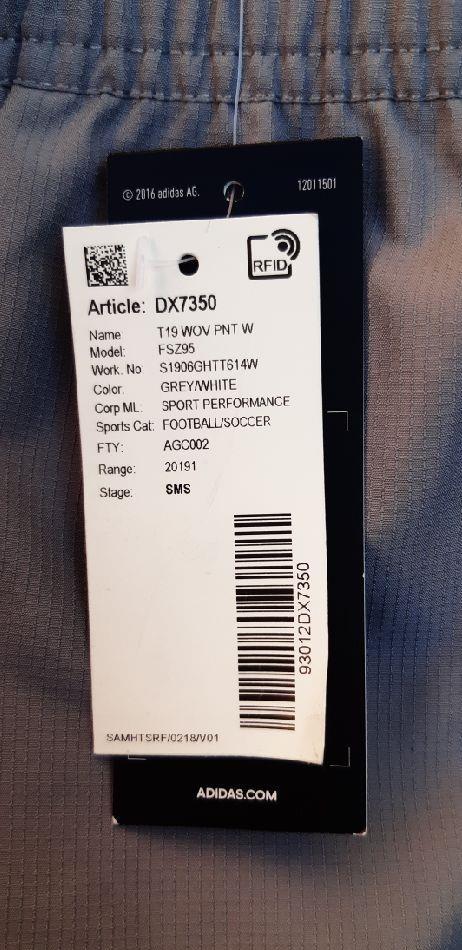 © 2016 adidas AG.
12011501
RFID
Article: DX7350
Name: T19 WOV PNT W
Model: FSZ95
Work. No S1906GHTT614W
Color: GREY/WHITE
Corp ML: SPORT PERFORMANCE
Sports Cat: FOOTBALL/SOCCER
FTY: AGC002
Range: 20191
Stage: SMS
93012DX7350
SAMHTSRF/0218/V01
ADIDAS.COM